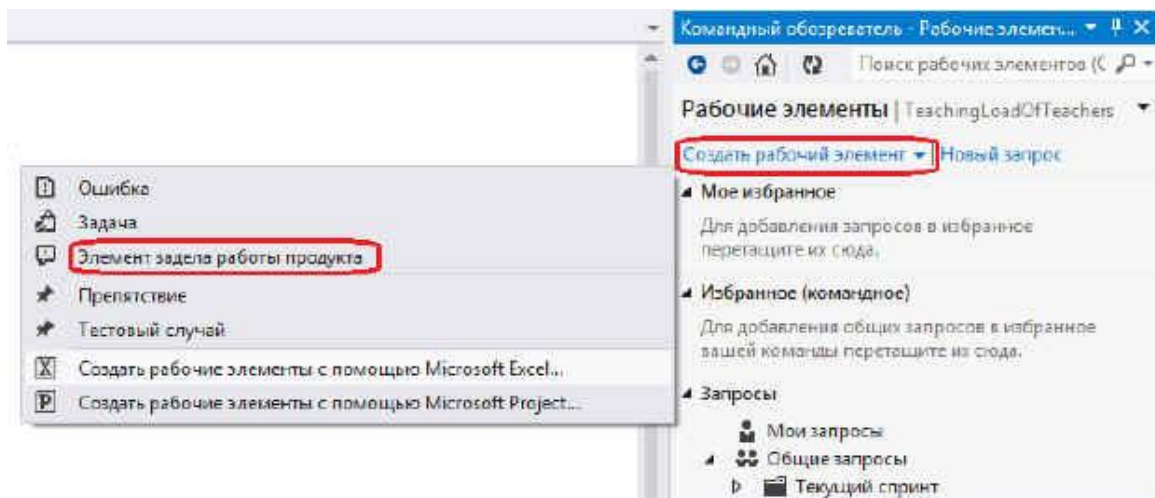 Командный обозреватель - Рабочие элемен...
Поиск рабочих элементов (С
Рабочие элементы | TeachingLoadOfTeachers
Создать рабочий элемент Новый запрос
Мое избранное
Для добавления запросов в избранное
перетащите их сюда.
Избранное (командное)
Для добавления общих запросов в избранное
вашей команды перетащите их сюда.
Запросы
Мои запросы
Общие запросы
Текущий спринт
Ошибка
Задача
Элемент задела работы продукта
Препятствие
Тестовый случай
Создать рабочие элементы с помощью Microsoft Excel...
Создать рабочие элементы с помощью Microsoft Project...